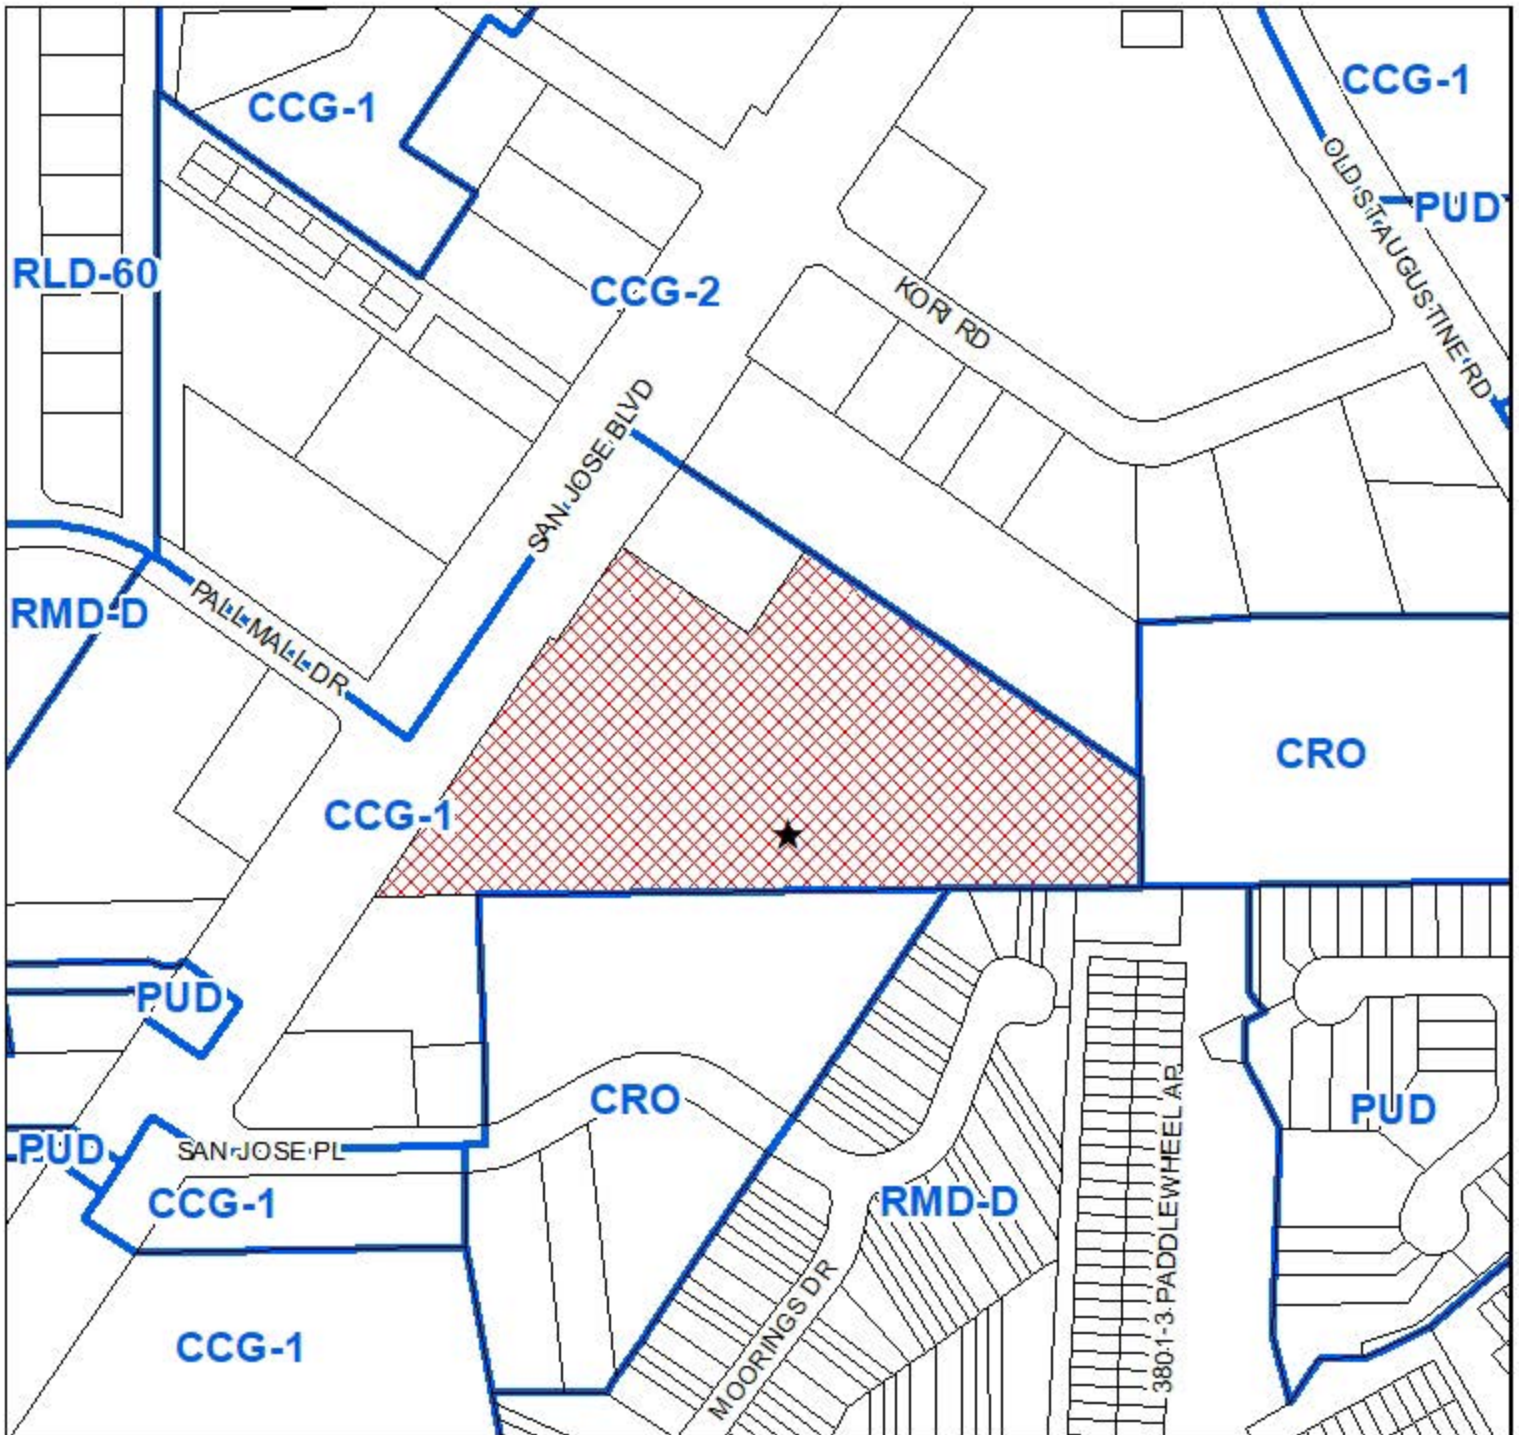 CCG-1
CCG-1
OLD ST AUGUSTINE RD
PUD
RLD-60
CCG-2
KORI RD
SAN JOSE BLVD
RMD-D
PALL MALL DR
CRO
CCG-1
PUD
CRO
PUD
PUD
SAN JOSE PL
CCG-1
RMD-D
3801-3 PADDLEWHEEL AP
MOORINGS DR
CCG-1